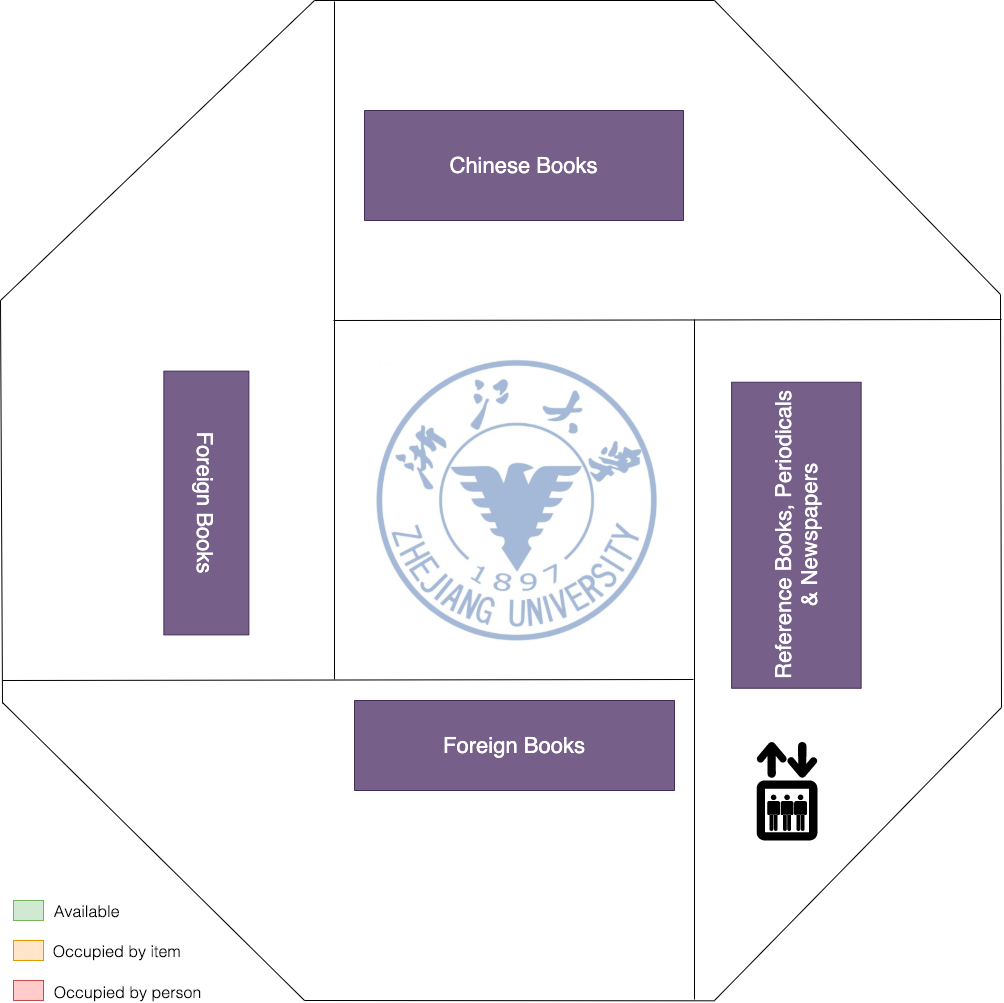 Chinese Books
浙江大学
ZHEJIANG UNIVERSITY
1897
Foreign Books
Reference Books, Periodicals
& Newspapers
Foreign Books
Available
Occupied by item
Occupied by person